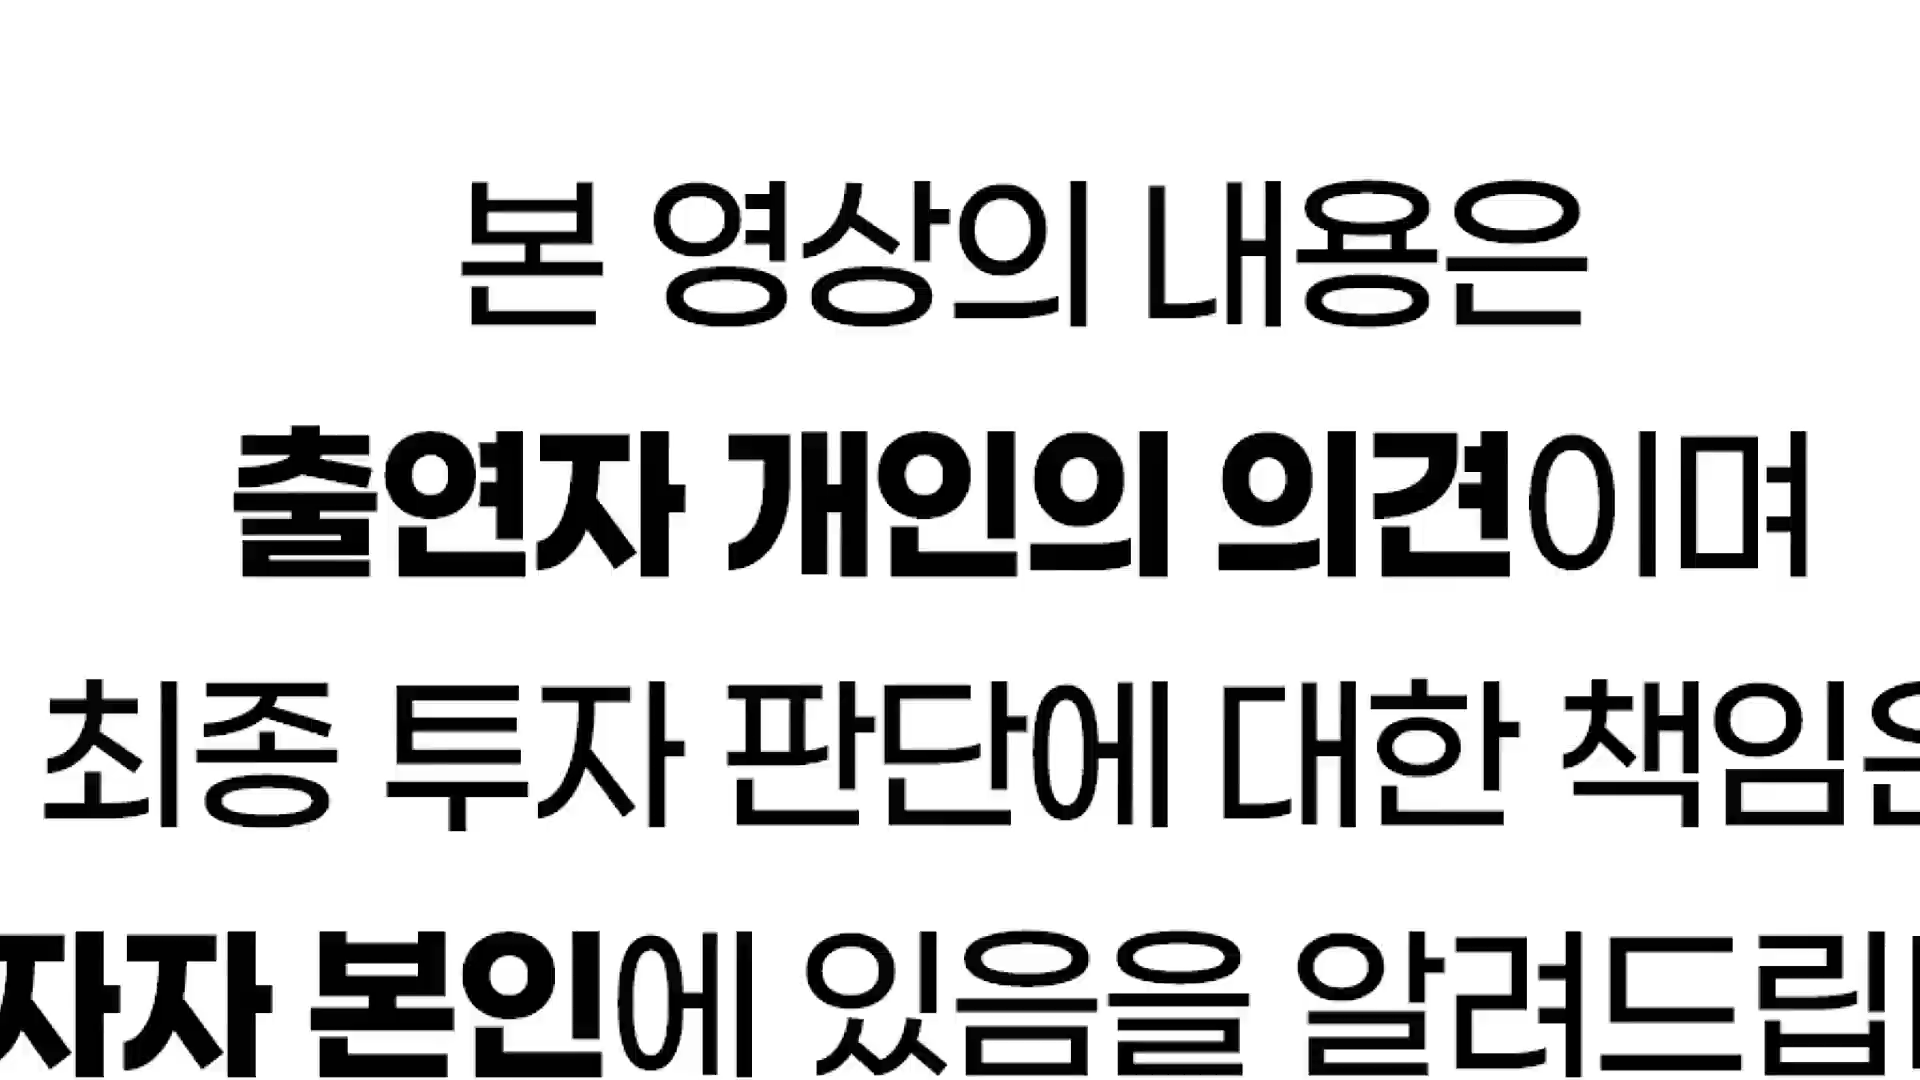 본 영상의 내용은
출연자 개인의 의견이며
최종 투자 판단에 대한 책임은
자자 본인에 있음을 알려드립